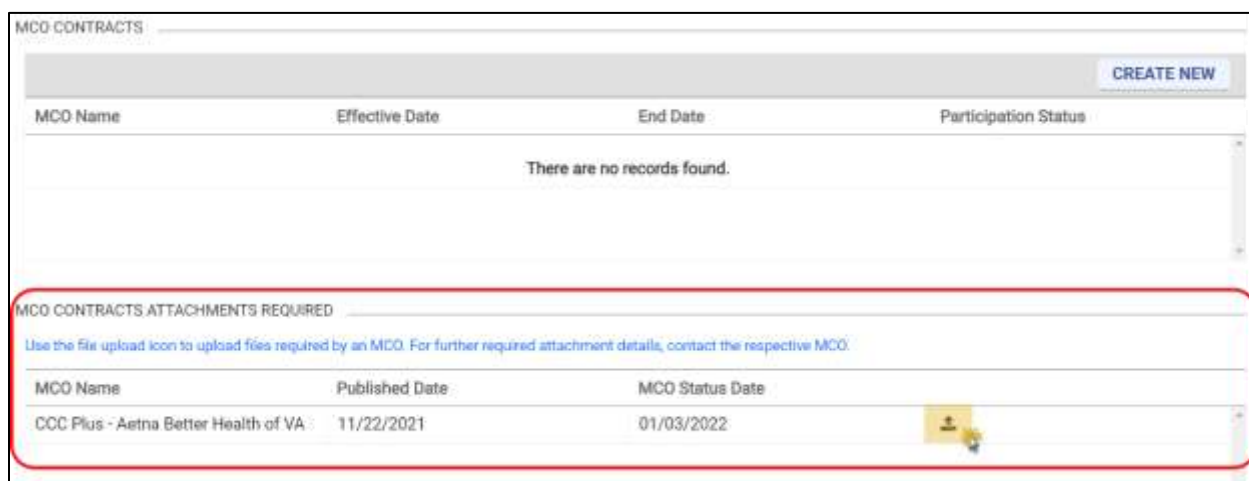 MCO CONTRACTS
CREATE NEW
MCO Name Effective Date End Date Participation Status
There are no records found.
MCO CONTRACTS ATTACHMENTS REQUIRED
Use the file upload icon to upload files required by an MCO. For further required attachment details, contact the respective MCO.
MCO Name Published Date MCO Status Date
CCC Plus - Aetna Better Health of VA 11/22/2021 01/03/2022